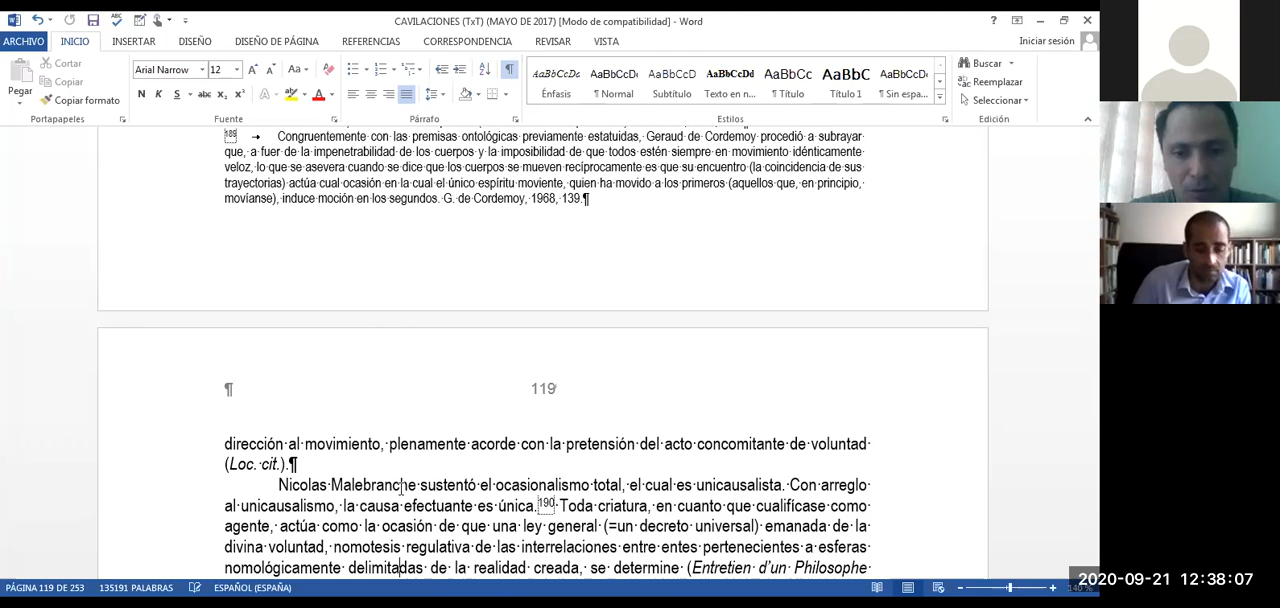 CAVILACIONES (TxT) (MAYO DE 2017) [Modo de compatibilidad] - Word
ARCHIVO INICIO INSERTAR DISEÑO DISEÑO DE PÁGINA REFERENCIAS CORRESPONDENCIA REVISAR VISTA Iniciar sesión
Pegar
Cortar
Copiar
Copiar formato
Portapapeles
Arial Narrow 12
N K S abc x₂ x²
Fuente
Párrafo
AaBbCcDc AaBbCcDc AaBbCcD AaBbCcD AaBbCc AaBbC AaBbCcDc
Énfasis ¶ Normal Subtítulo Texto en n... ¶ Título Título 1 ¶ Sin espa...
Estilos
Buscar
Reemplazar
Seleccionar
Edición
189 → Congruentemente con las premisas ontológicas previamente estatuidas, Geraud de Cordemoy procedió a subrayar
que, a fuer de la impenetrabilidad de los cuerpos y la imposibilidad de que todos estén siempre en movimiento idénticamente
veloz, lo que se asevera cuando se dice que los cuerpos se mueven recíprocamente es que su encuentro (la coincidencia de sus
trayectorias) actúa cual ocasión en la cual el único espíritu moviente, quien ha movido a los primeros (aquellos que, en principio,
movíanse), induce moción en los segundos. G. de Cordemoy, 1968, 139.¶
¶ 119
dirección al movimiento, plenamente acorde con la pretensión del acto concomitante de voluntad
(Loc. cit.).¶
Nicolas Malebranche sustentó el ocasionalismo total, el cual es unicausalista. Con arreglo
al unicausalismo, la causa efectuante es única.190 Toda criatura, en cuanto que cualifícase como
agente, actúa como la ocasión de que una ley general (=un decreto universal) emanada de la
divina voluntad, nomotesis regulativa de las interrelaciones entre entes pertenecientes a esferas
nomológicamente delimitadas de la realidad creada, se determine (Entretien d'un Philosophe
PÁGINA 119 DE 253 135191 PALABRAS ESPAÑOL (ESPAÑA) 140 %
2020-09-21 12:38:07